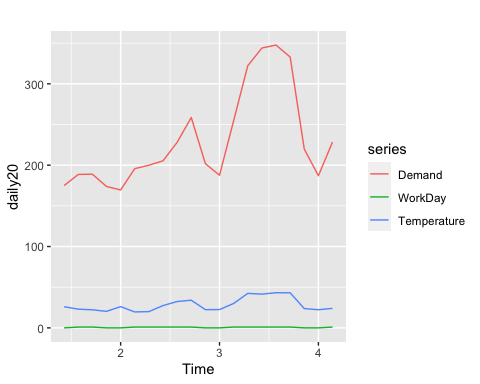 300
200
100
0
daily20
2 3 4
Time
series
Demand
WorkDay
Temperature